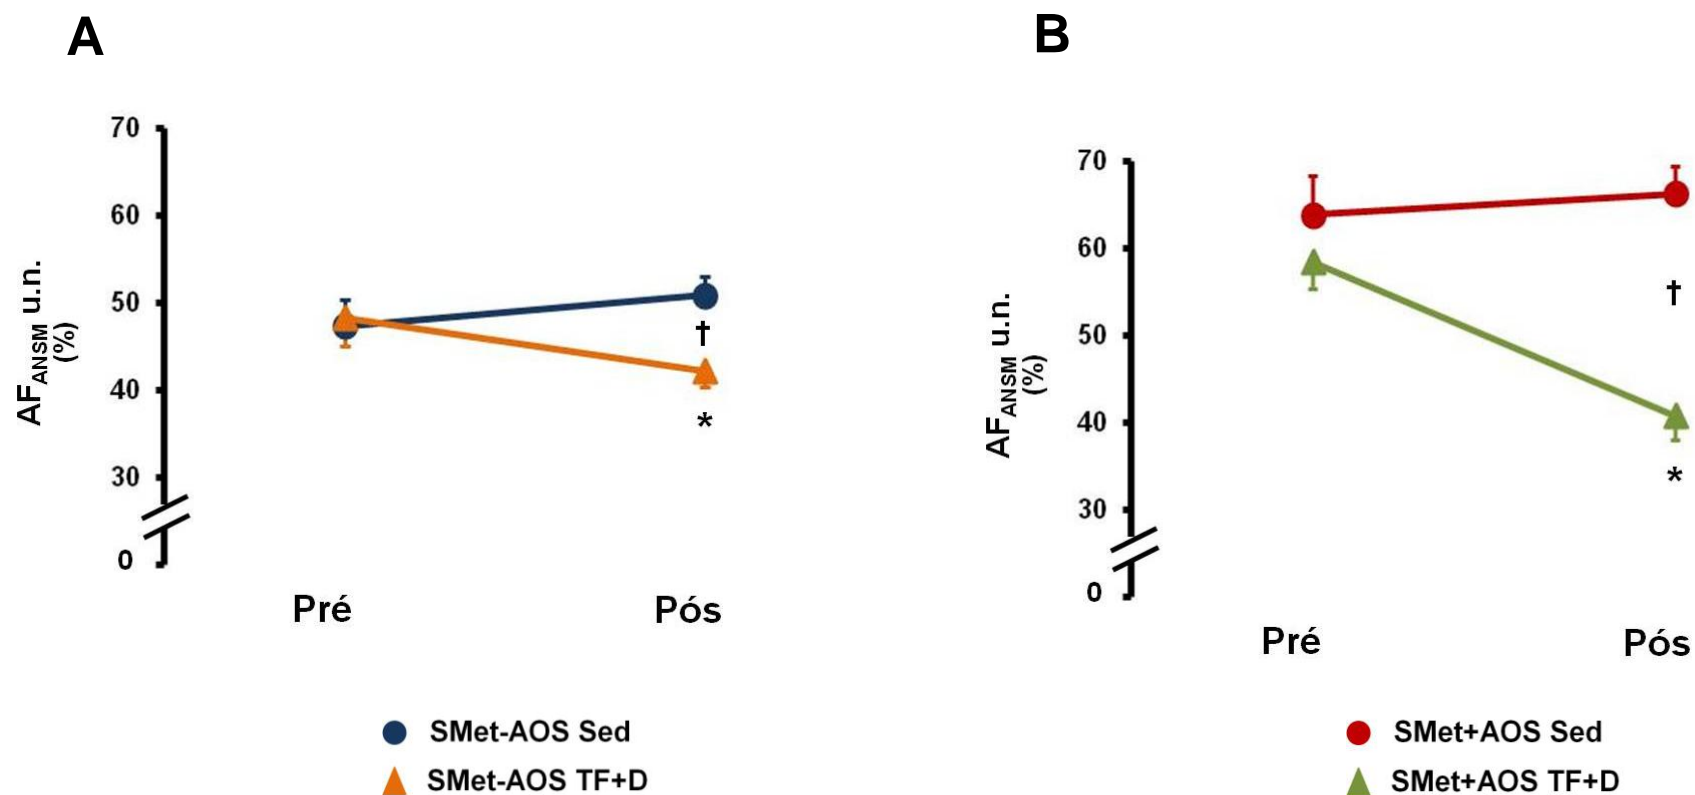 A
70
60
50
40
30
0
AFANSM u.n.
(%)
†
*
Pré Pós
SMet-AOS Sed
SMet-AOS TF+D
B
70
60
50
40
30
0
AFANSM u.n.
(%)
†
*
Pré Pós
SMet+AOS Sed
SMet+AOS TF+D